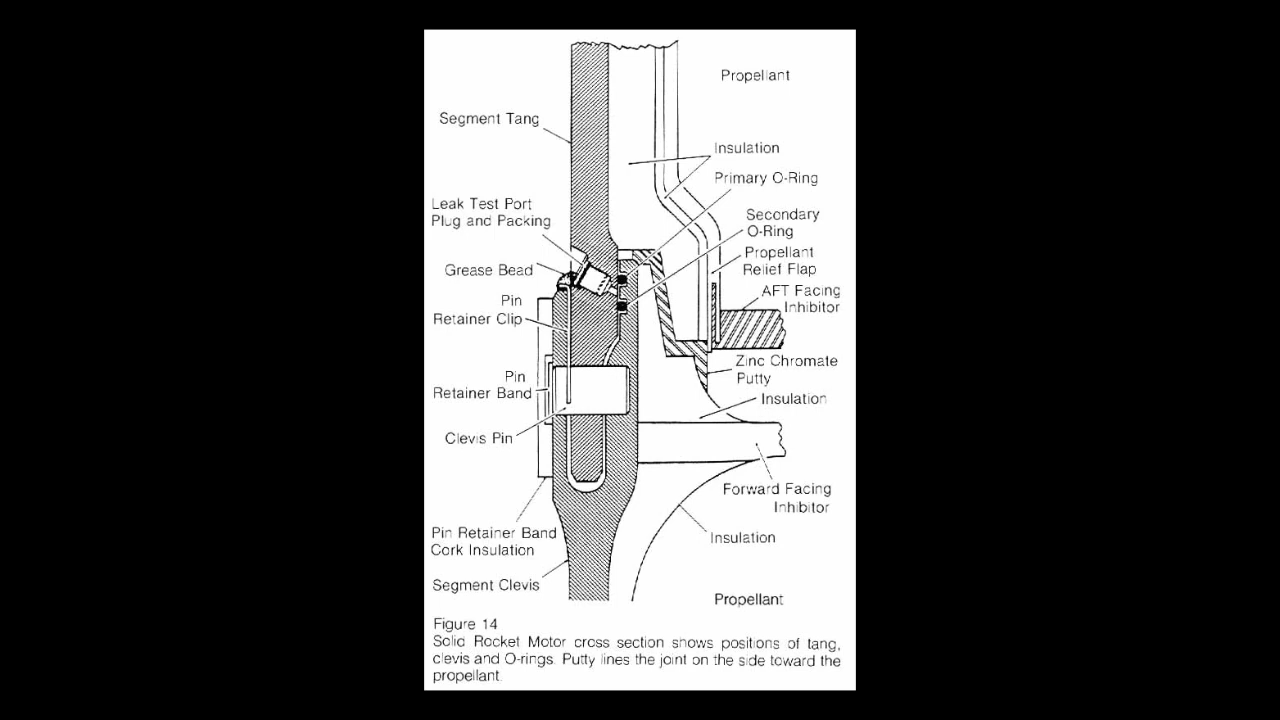 Propellant
Segment Tang
Insulation
Primary O-Ring
Leak Test Port
Plug and Packing
Secondary
O-Ring
Propellant
Relief Flap
Grease Bead
AFT Facing
Inhibitor
Pin
Retainer Clip
Zinc Chromate
Putty
Pin
Retainer Band
Insulation
Clevis Pin
Forward Facing
Inhibitor
Pin Retainer Band
Cork Insulation
Insulation
Segment Clevis
Propellant
Figure 14
Solid Rocket Motor cross section shows positions of tang,
clevis and O-rings. Putty lines the joint on the side toward the
propellant.